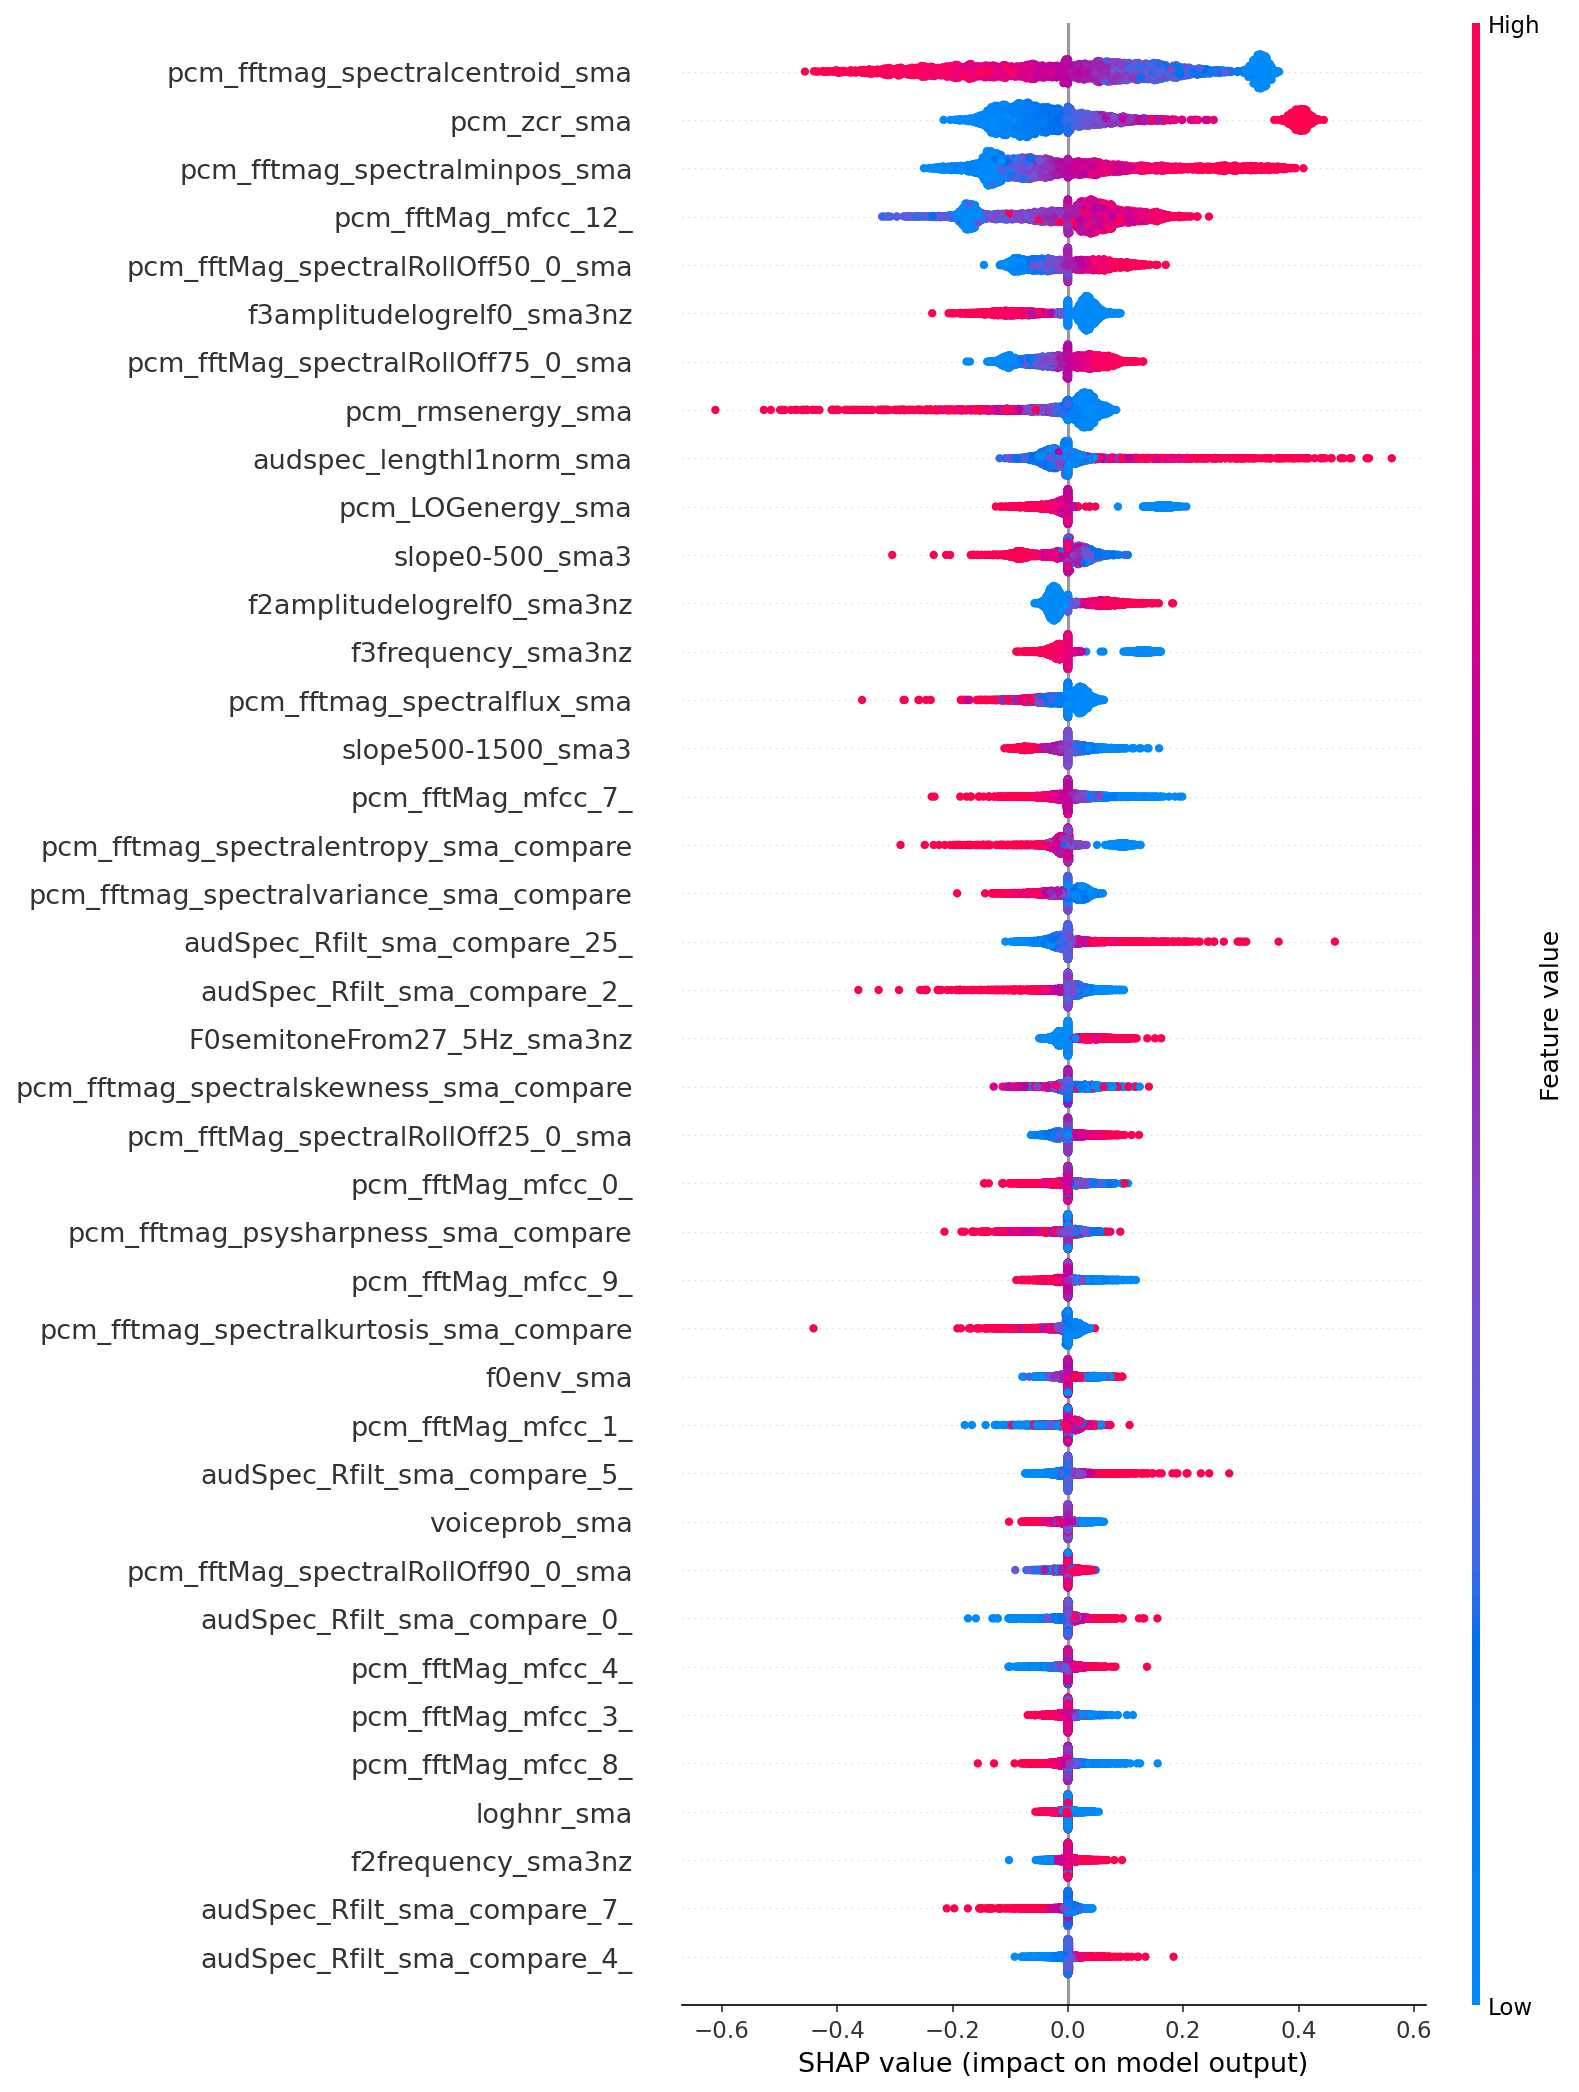 High
pcm_fftmag_spectralcentroid_sma
pcm_zcr_sma
pcm_fftmag_spectralminpos_sma
pcm_fftMag_mfcc_12_
pcm_fftMag_spectralRollOff50_0_sma
f3amplitudelogrelf0_sma3nz
pcm_fftMag_spectralRollOff75_0_sma
pcm_rmsenergy_sma
audspec_lengthl1norm_sma
pcm_LOGenergy_sma
slope0-500_sma3
f2amplitudelogrelf0_sma3nz
f3frequency_sma3nz
pcm_fftmag_spectralflux_sma
slope500-1500_sma3
pcm_fftMag_mfcc_7_
pcm_fftmag_spectralentropy_sma_compare
pcm_fftmag_spectralvariance_sma_compare
audSpec_Rfilt_sma_compare_25_
audSpec_Rfilt_sma_compare_2_
F0semitoneFrom27_5Hz_sma3nz
pcm_fftmag_spectralskewness_sma_compare
pcm_fftMag_spectralRollOff25_0_sma
pcm_fftMag_mfcc_0_
pcm_fftmag_psysharpness_sma_compare
pcm_fftMag_mfcc_9_
pcm_fftmag_spectralkurtosis_sma_compare
f0env_sma
pcm_fftMag_mfcc_1_
audSpec_Rfilt_sma_compare_5_
voiceprob_sma
pcm_fftMag_spectralRollOff90_0_sma
audSpec_Rfilt_sma_compare_0_
pcm_fftMag_mfcc_4_
pcm_fftMag_mfcc_3_
pcm_fftMag_mfcc_8_
loghnr_sma
f2frequency_sma3nz
audSpec_Rfilt_sma_compare_7_
audSpec_Rfilt_sma_compare_4_
Feature value
Low
−0.6 −0.4 −0.2 0.0 0.2 0.4 0.6
SHAP value (impact on model output)